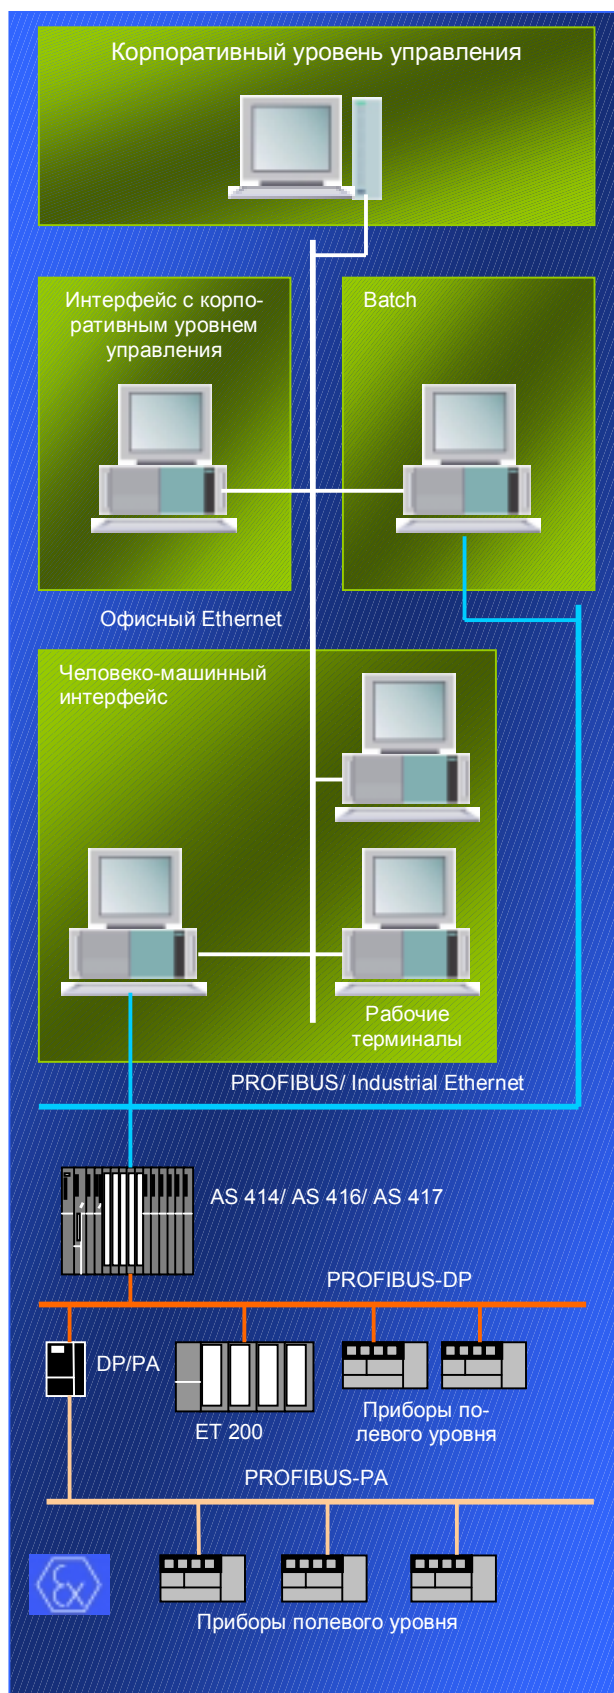 Корпоративный уровень управления
Интерфейс с корпо-
ративным уровнем
управления
Batch
Офисный Ethernet
Человеко-машинный
интерфейс
Рабочие
терминалы
PROFIBUS/ Industrial Ethernet
AS 414/ AS 416/ AS 417
PROFIBUS-DP
DP/PA
ET 200
Приборы по-
левого уровня
PROFIBUS-PA
Ex
Приборы полевого уровня